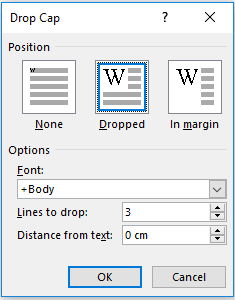 Drop Cap ? ×
Position
W W W
None Dropped In margin
Options
Font:
+Body
Lines to drop: 3
Distance from text: 0 cm
OK Cancel